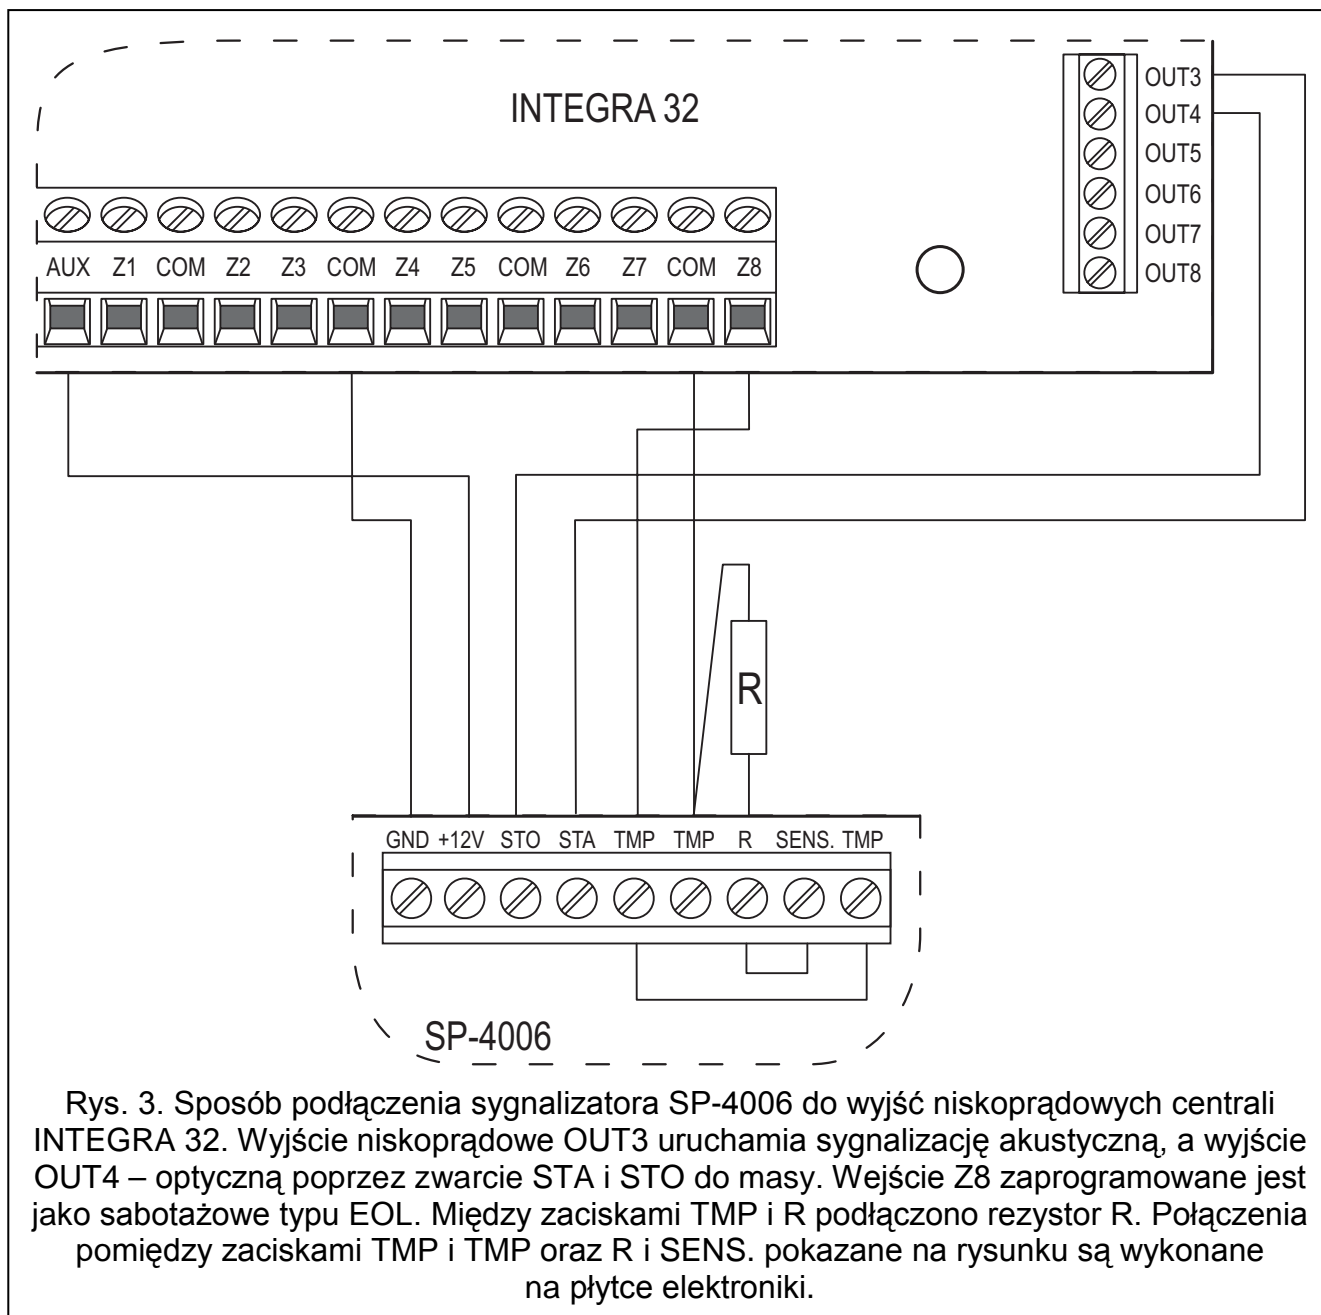 INTEGRA 32
OUT3
OUT4
OUT5
OUT6
OUT7
OUT8
AUX Z1 COM Z2 Z3 COM Z4 Z5 COM Z6 Z7 COM Z8
R
GND +12V STO STA TMP TMP R SENS. TMP
SP-4006
Rys. 3. Sposób podłączenia sygnalizatora SP-4006 do wyjść niskoprądowych centrali
INTEGRA 32. Wyjście niskoprądowe OUT3 uruchamia sygnalizację akustyczną, a wyjście
OUT4 – optyczną poprzez zwarcie STA i STO do masy. Wejście Z8 zaprogramowane jest
jako sabotażowe typu EOL. Między zaciskami TMP i R podłączono rezystor R. Połączenia
pomiędzy zaciskami TMP i TMP oraz R i SENS. pokazane na rysunku są wykonane
na płytce elektroniki.